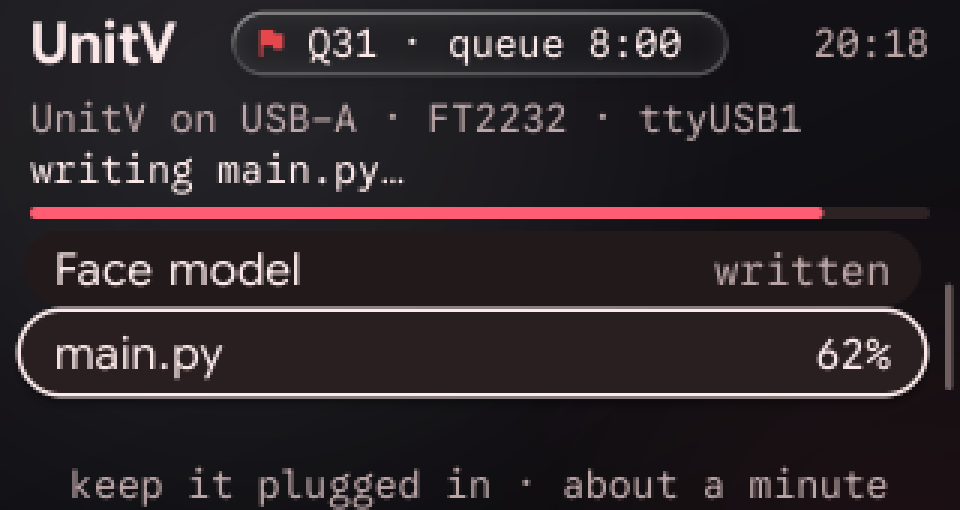 UnitV
Q31 · queue 8:00
20:18
UnitV on USB-A · FT2232 · ttyUSB1
writing main.py…
Face model written
main.py 62%
keep it plugged in · about a minute